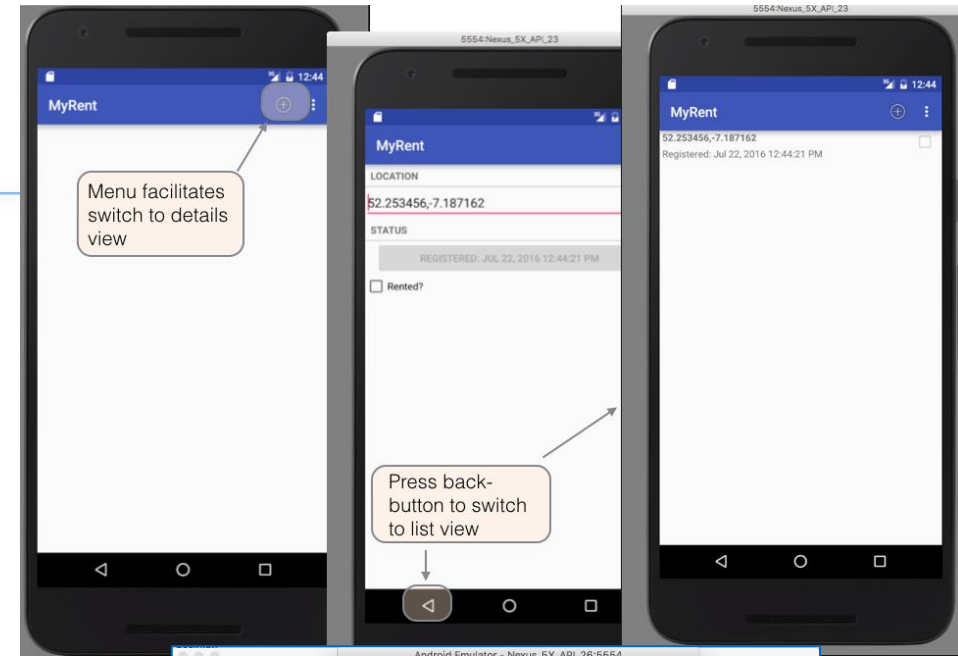 5554:Nexus_5X_API_23
5554:Nexus_5X_API_23
12:44
MyRent
Menu facilitates
switch to details
view
MyRent
LOCATION
52.253456,-7.187162
STATUS
REGISTERED: JUL 22, 2016 12:44:21 PM
Rented?
Press back-
button to switch
to list view
12:44
MyRent
52.253456,-7.187162
Registered: Jul 22, 2016 12:44:21 PM
Android Emulator - Nexus_5X_API_26:5554